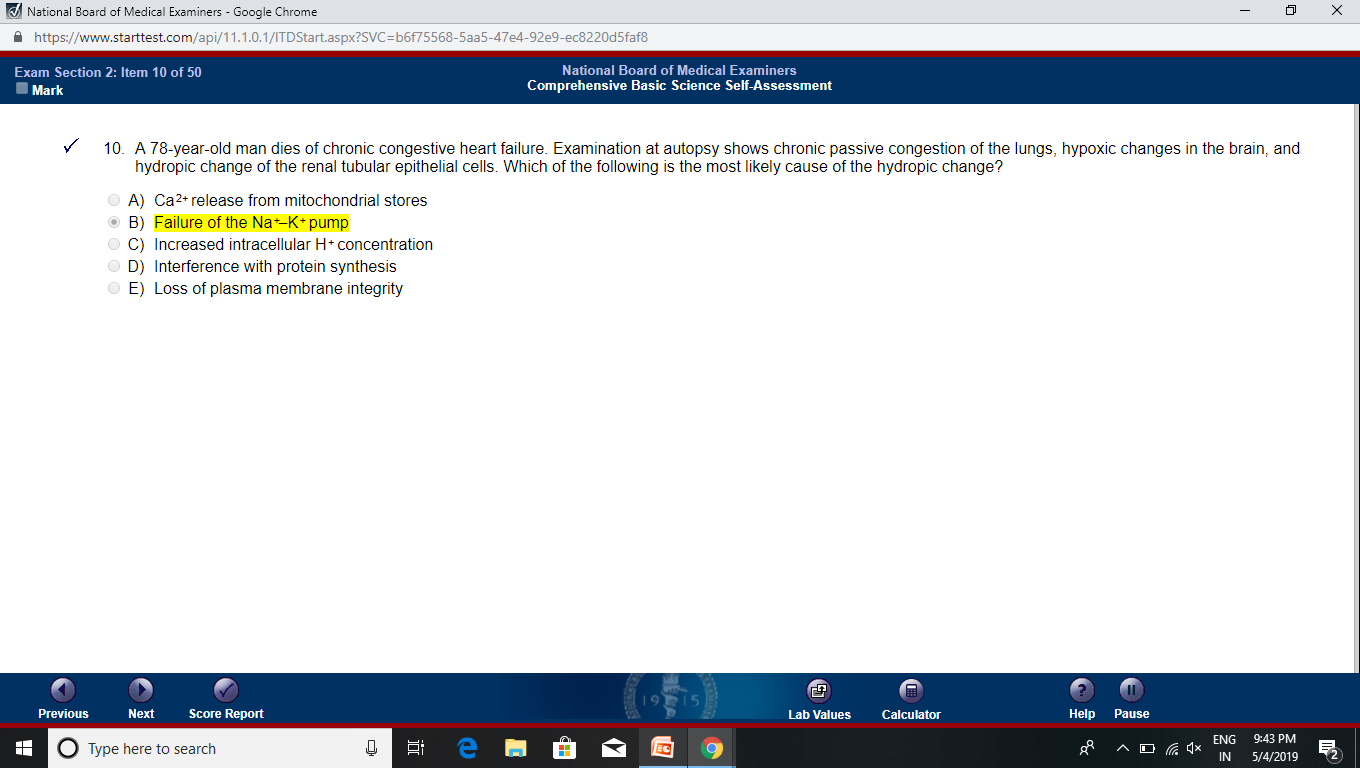 National Board of Medical Examiners - Google Chrome
https://www.starttest.com/api/11.1.0.1/ITDStart.aspx?SVC=b6f75568-5aa5-47e4-92e9-ec8220d5faf8
Exam Section 2: Item 10 of 50
National Board of Medical Examiners
Mark
Comprehensive Basic Science Self-Assessment
10. A 78-year-old man dies of chronic congestive heart failure. Examination at autopsy shows chronic passive congestion of the lungs, hypoxic changes in the brain, and
hydropic change of the renal tubular epithelial cells. Which of the following is the most likely cause of the hydropic change?
A) Ca2+ release from mitochondrial stores
B) Failure of the Na+–K+ pump
C) Increased intracellular H+ concentration
D) Interference with protein synthesis
E) Loss of plasma membrane integrity
1915
Previous Next Score Report Lab Values Calculator Help Pause
Type here to search
ENG
IN
9:43 PM
5/4/2019
2